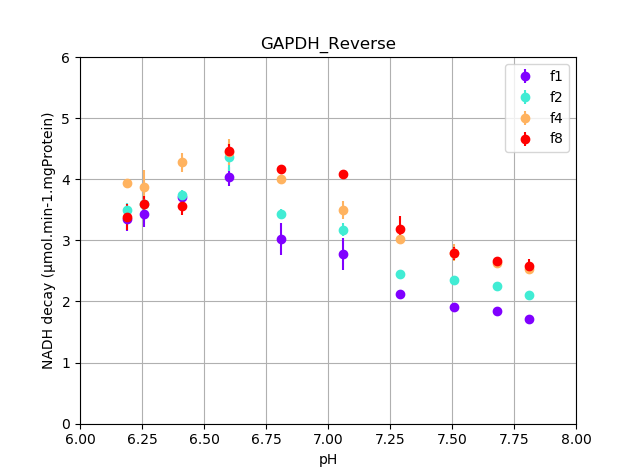 GAPDH_Reverse
f1
f2
f4
f8
NADH decay (µmol.min-1.mgProtein)
6
5
4
3
2
1
0
6.00 6.25 6.50 6.75 7.00 7.25 7.50 7.75 8.00
pH